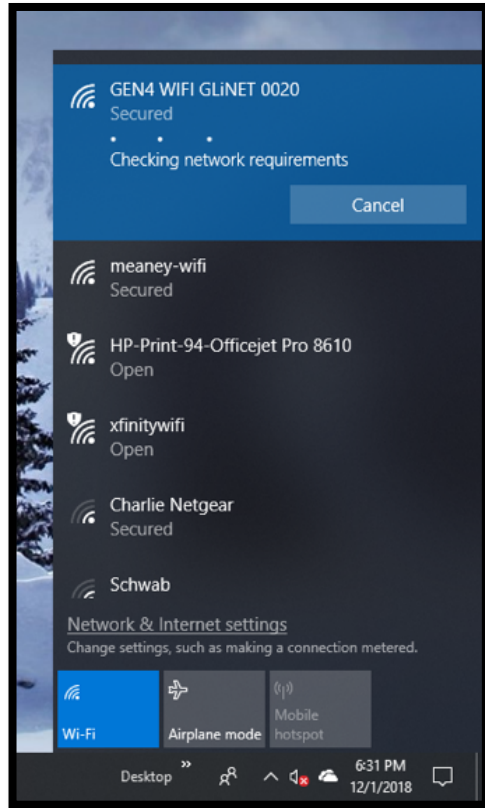 GEN4 WIFI GLiNET 0020
Secured
Checking network requirements
Cancel
meaney-wifi
Secured
HP-Print-94-Officejet Pro 8610
Open
xfinitywifi
Open
Charlie Netgear
Secured
Schwab
Network & Internet settings
Change settings, such as making a connection metered.
Wi-Fi
Airplane mode
Mobile
hotspot
Desktop
6:31 PM
12/1/2018